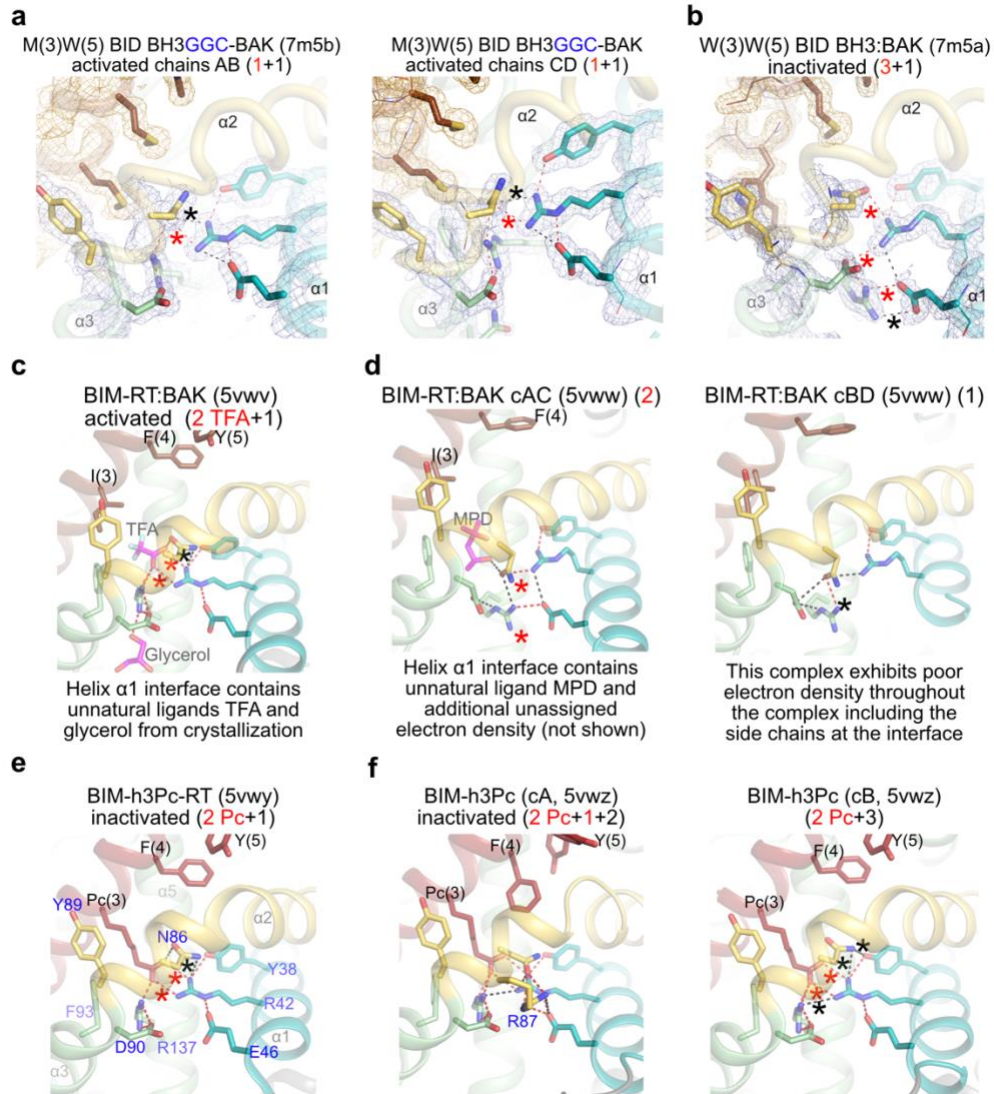 a
M(3)W(5) BID BH3GGC-BAK (7m5b)
activated chains AB (1+1)
α2
*
*
α3
α1
M(3)W(5) BID BH3GGC-BAK
activated chains CD (1+1)
α2
*
*
α3
α1
b
W(3)W(5) BID BH3:BAK (7m5a)
inactivated (3+1)
α2
*
*
*
*
α3
α1
c
BIM-RT:BAK (5vwv)
activated (2 TFA+1)
F(4)
Y(5)
I(3)
TFA
*
*
*
Glycerol
Helix α1 interface contains
unnatural ligands TFA and
glycerol from crystallization
d
BIM-RT:BAK cAC (5vww) (2)
F(4)
I(3)
MPD
*
*
Helix α1 interface contains
unnatural ligand MPD and
additional unassigned
electron density (not shown)
BIM-RT:BAK cBD (5vww) (1)
*
This complex exhibits poor
electron density throughout
the complex including the
side chains at the interface
e
BIM-h3Pc-RT (5vwy)
inactivated (2 Pc+1)
Y(5)
F(4)
α5
Y89
Pc(3)
α2
N86
*
*
*
Y38
R42
F93
α1
D90
R137
E46
α3
f
BIM-h3Pc (cA, 5vwz)
inactivated (2 Pc+1+2)
F(4)
Y(5)
Pc(3)
R87
BIM-h3Pc (cB, 5vwz)
(2 Pc+3)
Y(5)
F(4)
Pc(3)
*
*
*
*
*